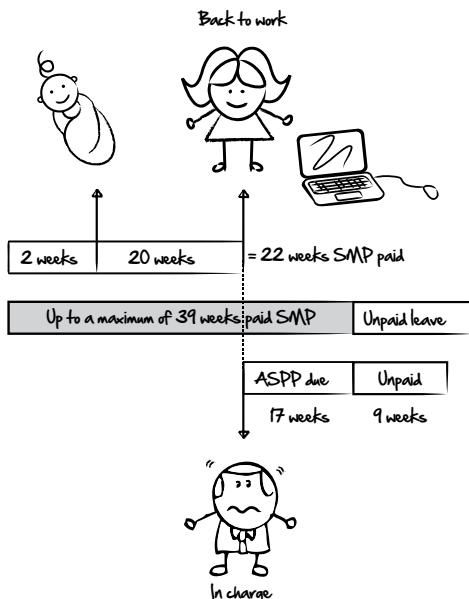 Back to work
2 weeks
20 weeks
= 22 weeks SMP paid
Up to a maximum of 39 weeks paid SMP
Unpaid leave
ASPP due
Unpaid
17 weeks
9 weeks
In charge